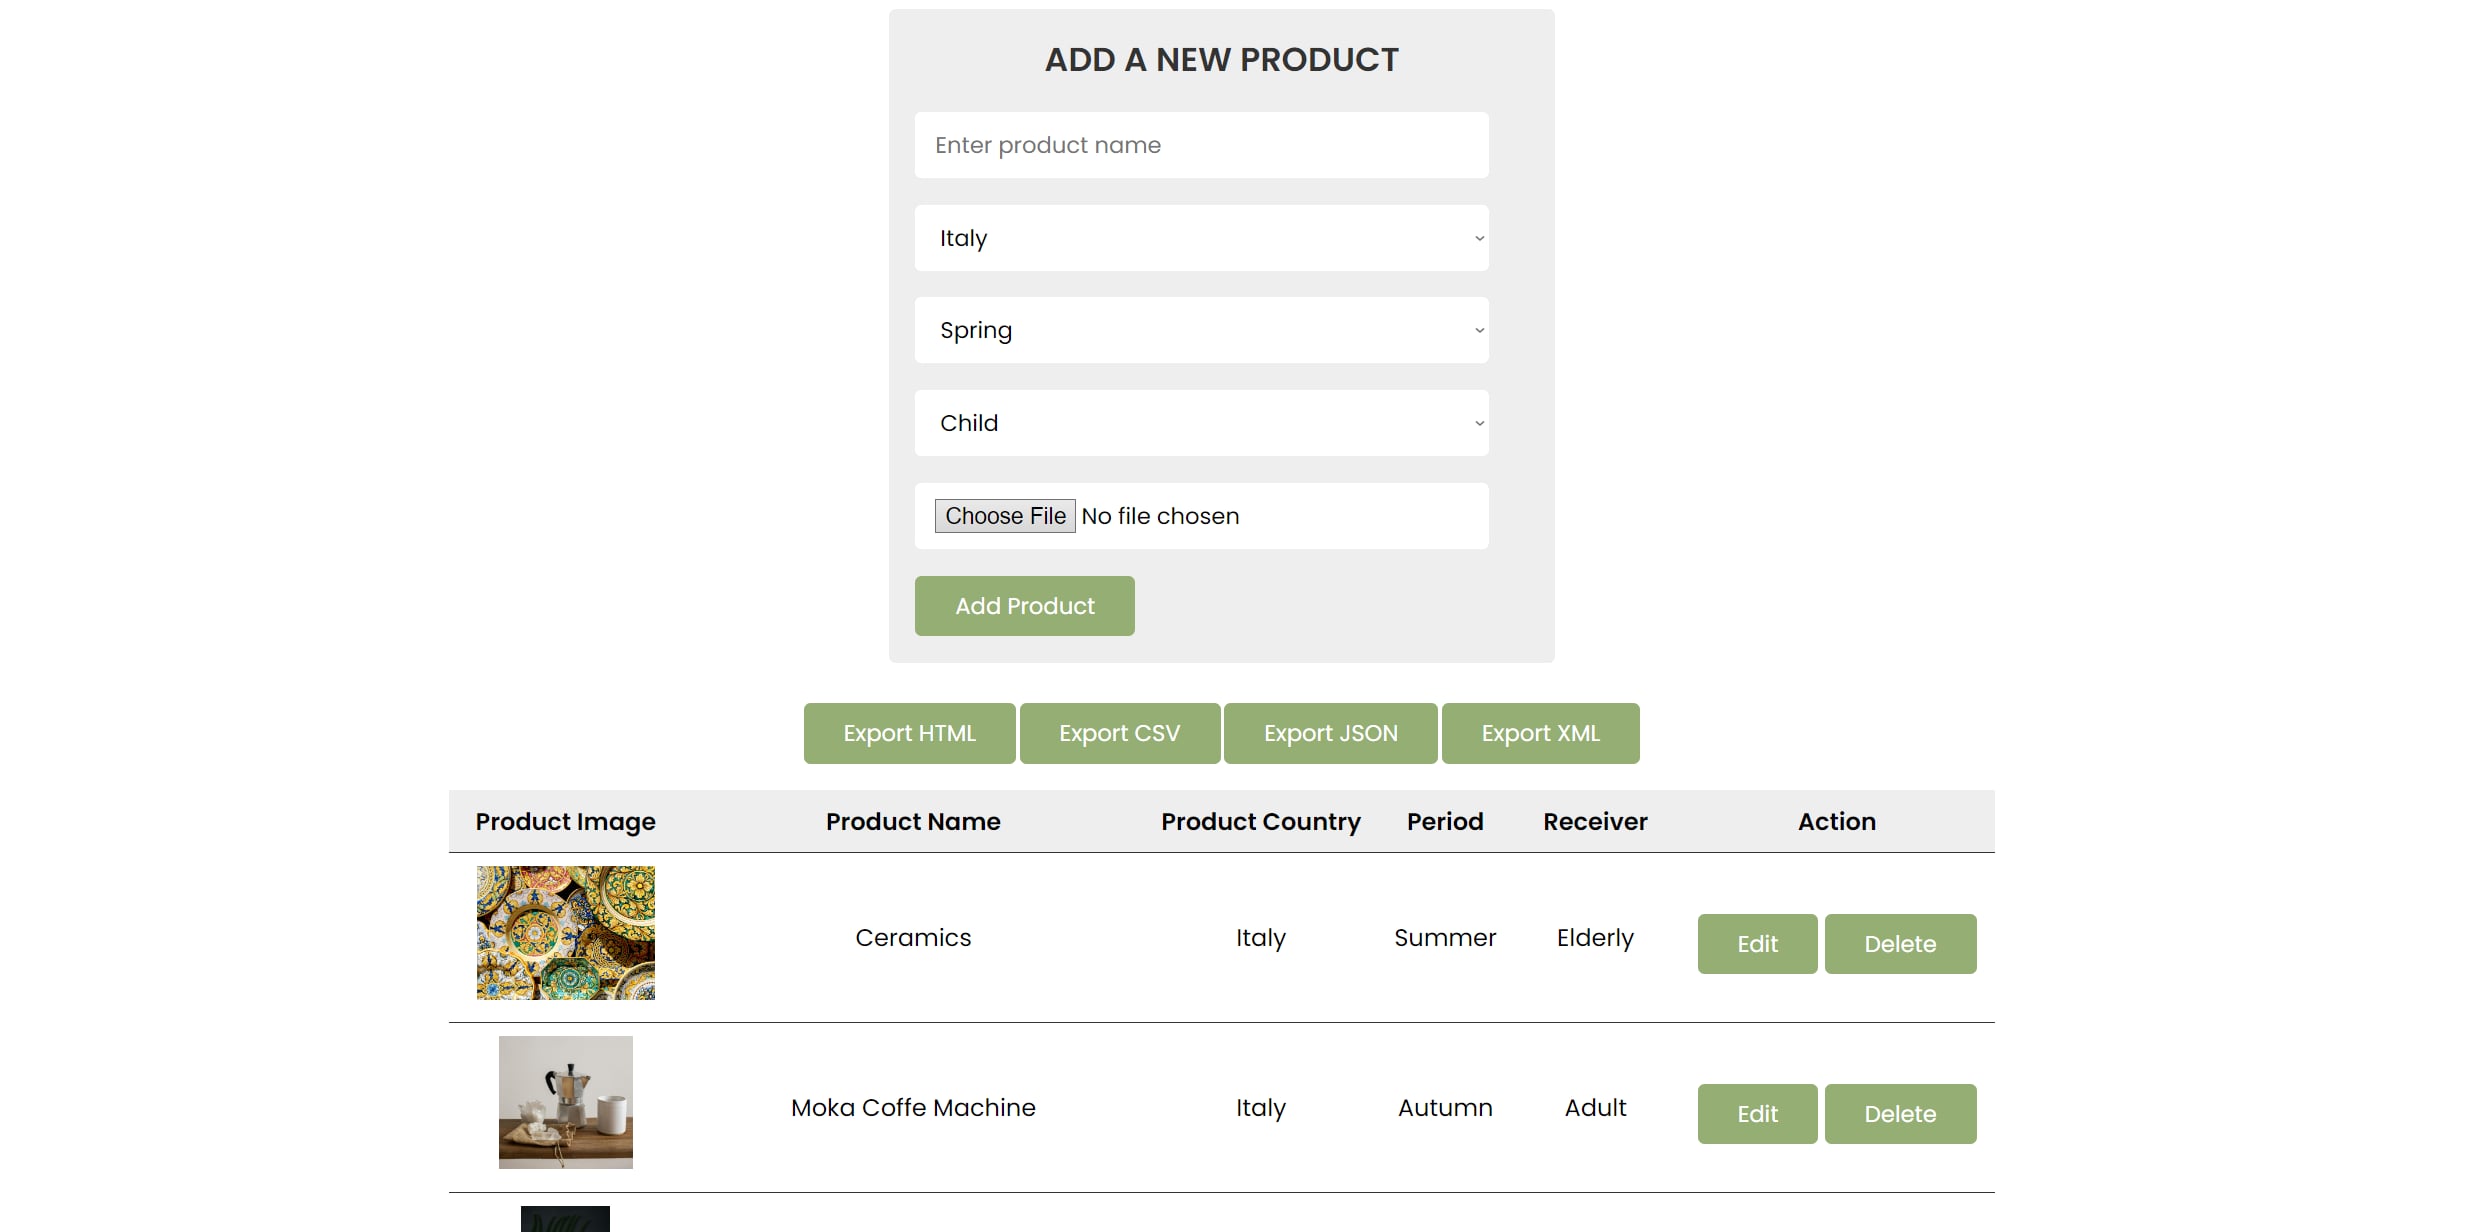 ADD A NEW PRODUCT
Enter product name
Italy
Spring
Child
Choose File No file chosen
Add Product
Export HTML Export CSV Export JSON Export XML
Product Image Product Name Product Country Period Receiver Action
Ceramics Italy Summer Elderly Edit Delete
Moka Coffe Machine Italy Autumn Adult Edit Delete